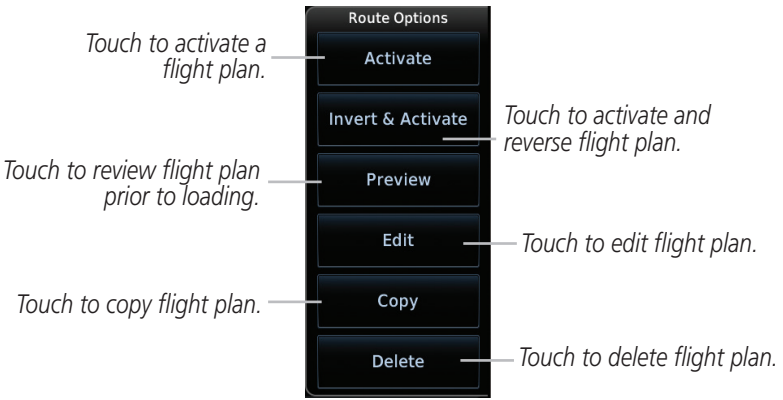 Route Options
Touch to activate a
flight plan.
Activate
Invert & Activate
Touch to activate and
reverse flight plan.
Touch to review flight plan
prior to loading.
Preview
Edit
Touch to edit flight plan.
Touch to copy flight plan.
Copy
Delete
Touch to delete flight plan.